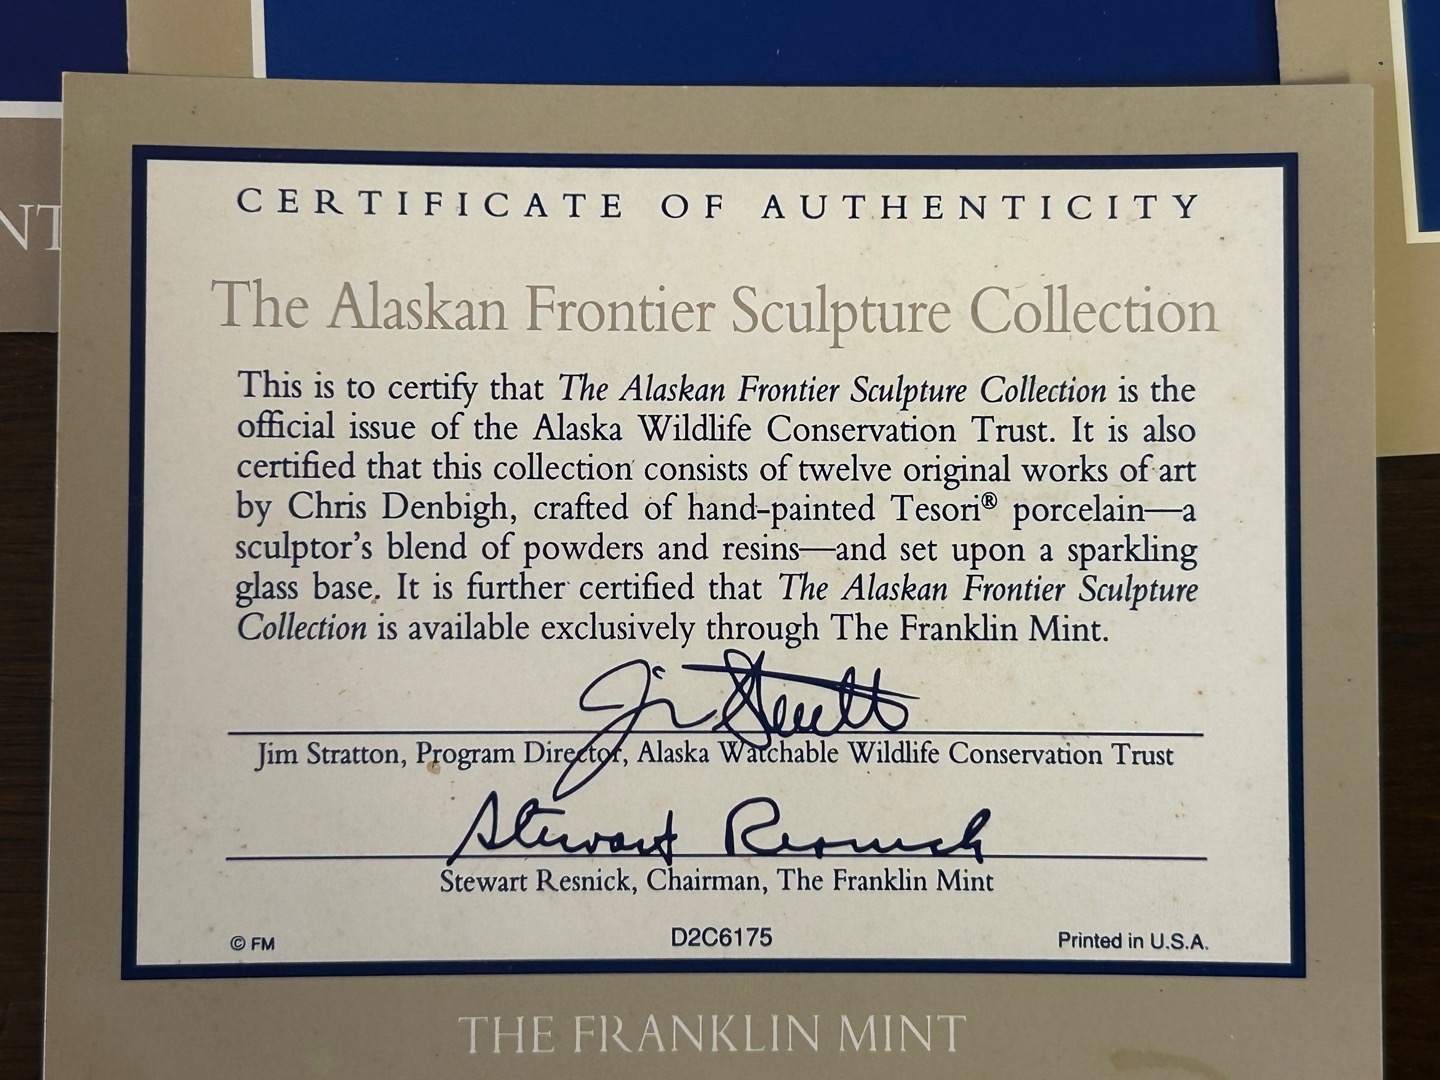 NT
CERTIFICATE OF AUTHENTICITY
The Alaskan Frontier Sculpture Collection
This is to certify that The Alaskan Frontier Sculpture Collection is the
official issue of the Alaska Wildlife Conservation Trust. It is also
certified that this collection consists of twelve original works of art
by Chris Denbigh, crafted of hand-painted Tesori® porcelain—a
sculptor's blend of powders and resins—and set upon a sparkling
glass base. It is further certified that The Alaskan Frontier Sculpture
Collection is available exclusively through The Franklin Mint.
Jim Stratton, Program Director, Alaska Watchable Wildlife Conservation Trust
Stewart Resnick
Stewart Resnick, Chairman, The Franklin Mint
© FM
D2C6175
Printed in U.S.A.
THE FRANKLIN MINT